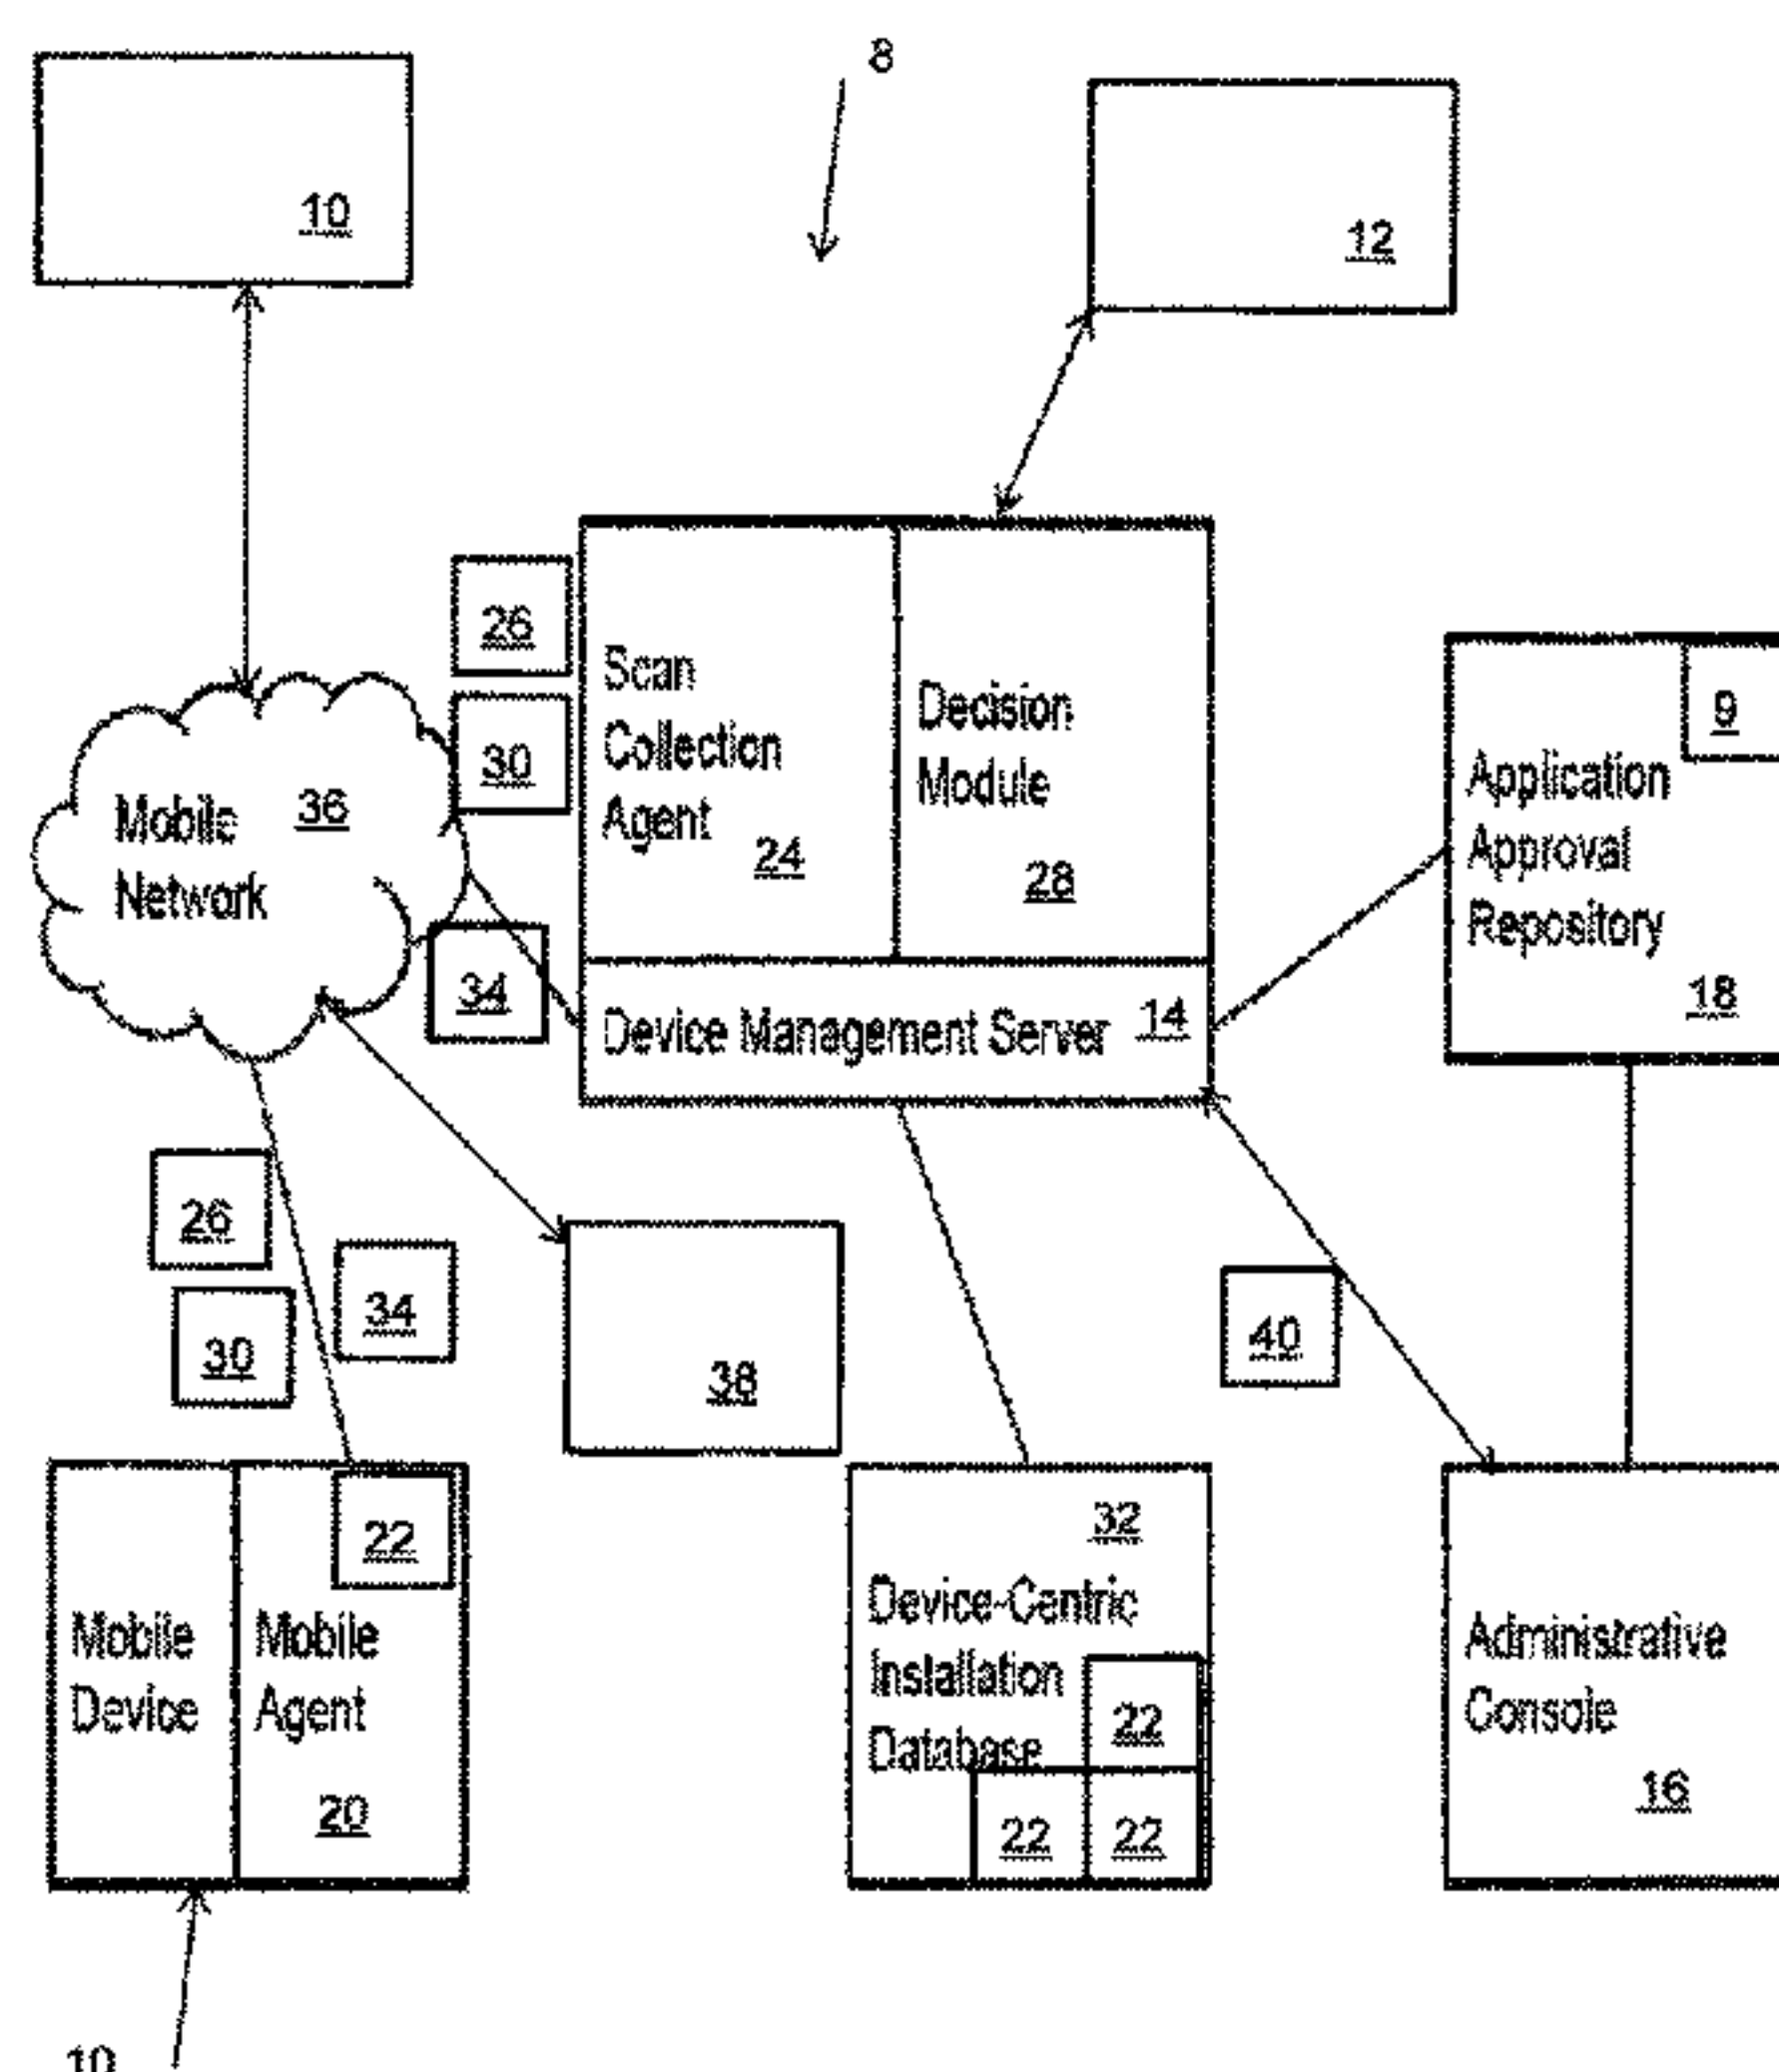 8
10
12
26
30
Scan
Collection
Agent
24
Decision
Module
28
9
Application
Approval
Repository
18
Mobile
Network
36
34
Device Management Server
14
26
30
34
38
40
Mobile
Device
22
Mobile
Agent
20
32
Device-Centric
Installation
Database
22
22
22
Administrative
Console
16
10